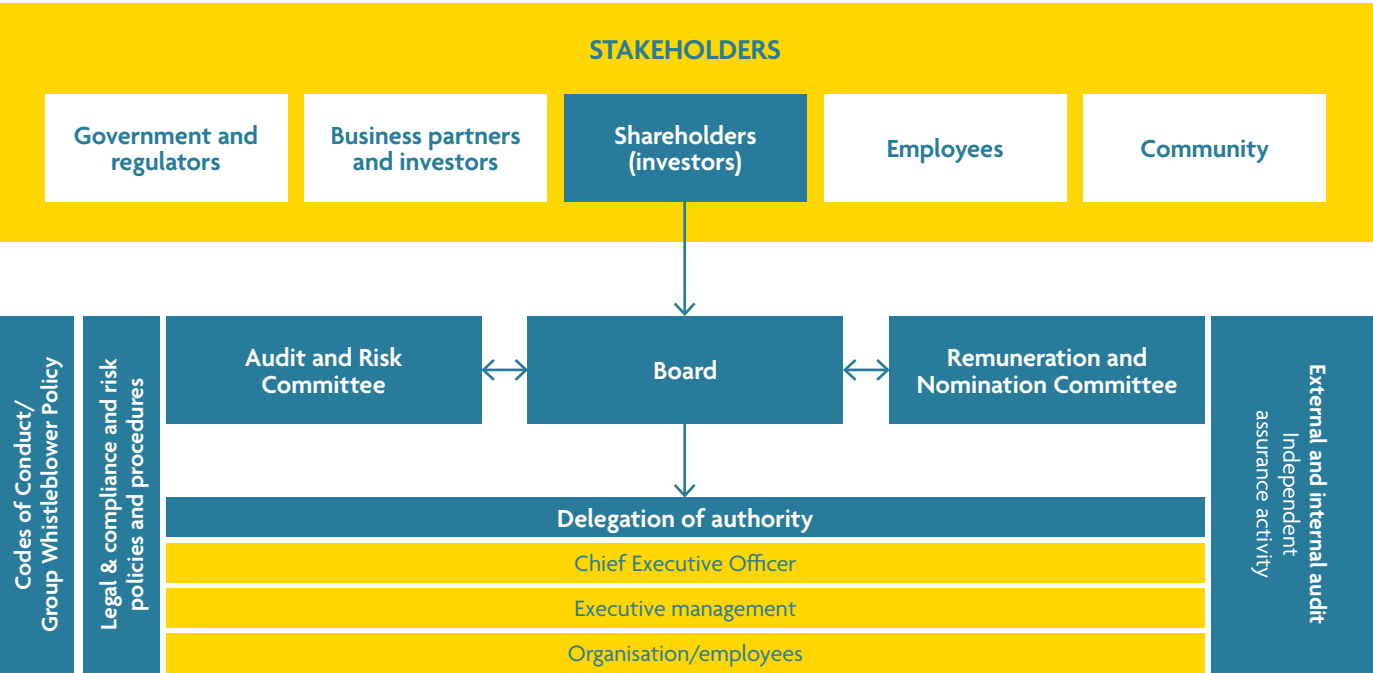 STAKEHOLDERS
Government and
regulators
Business partners
and investors
Shareholders
(investors)
Employees
Community
Codes of Conduct/
Group Whistleblower Policy
Legal & compliance and risk
policies and procedures
Audit and Risk
Committee
Board
Remuneration and
Nomination Committee
External and internal audit
Independent
assurance activity
Delegation of authority
Chief Executive Officer
Executive management
Organisation/employees